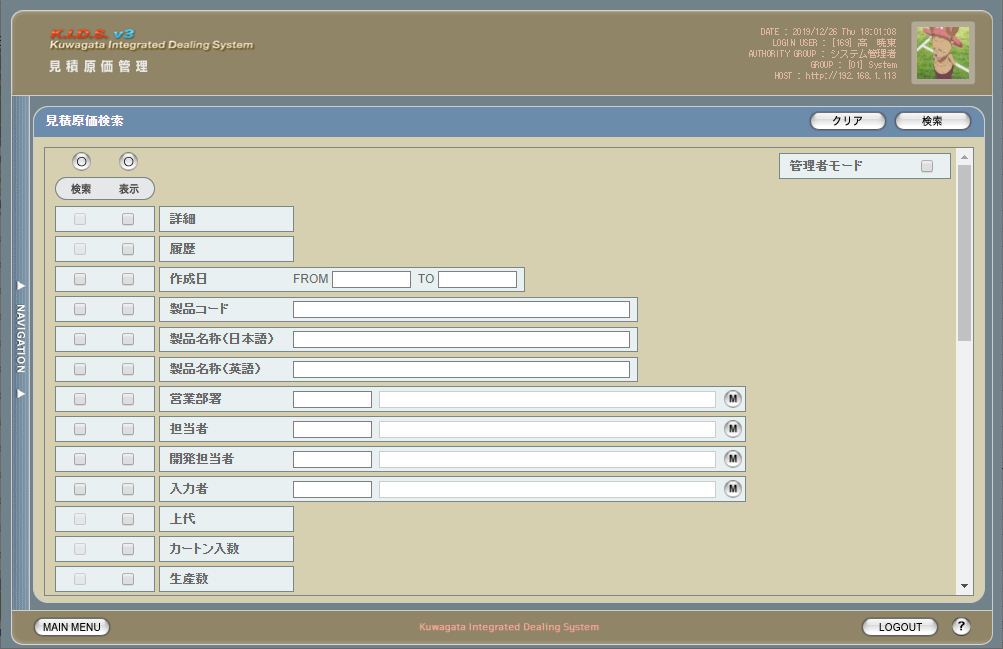 K.I.D.S. v3
Kuwagata Integrated Dealing System
見積原価管理
DATE : 2019/12/26 Thu 18:01:08
LOGIN USER : [169] 高 暁東
AUTHORITY GROUP : システム管理者
GROUP : [01] System
HOST : http://192.168.1.113
見積原価検索
クリア
検索
管理者モード
検索 表示
詳細
履歴
作成日 FROM TO
製品コード
製品名称(日本語)
製品名称(英語)
営業部署 M
担当者 M
開発担当者 M
入力者 M
上代
カートン入数
生産数
NAVIGATION
MAIN MENU
Kuwagata Integrated Dealing System
LOGOUT
?